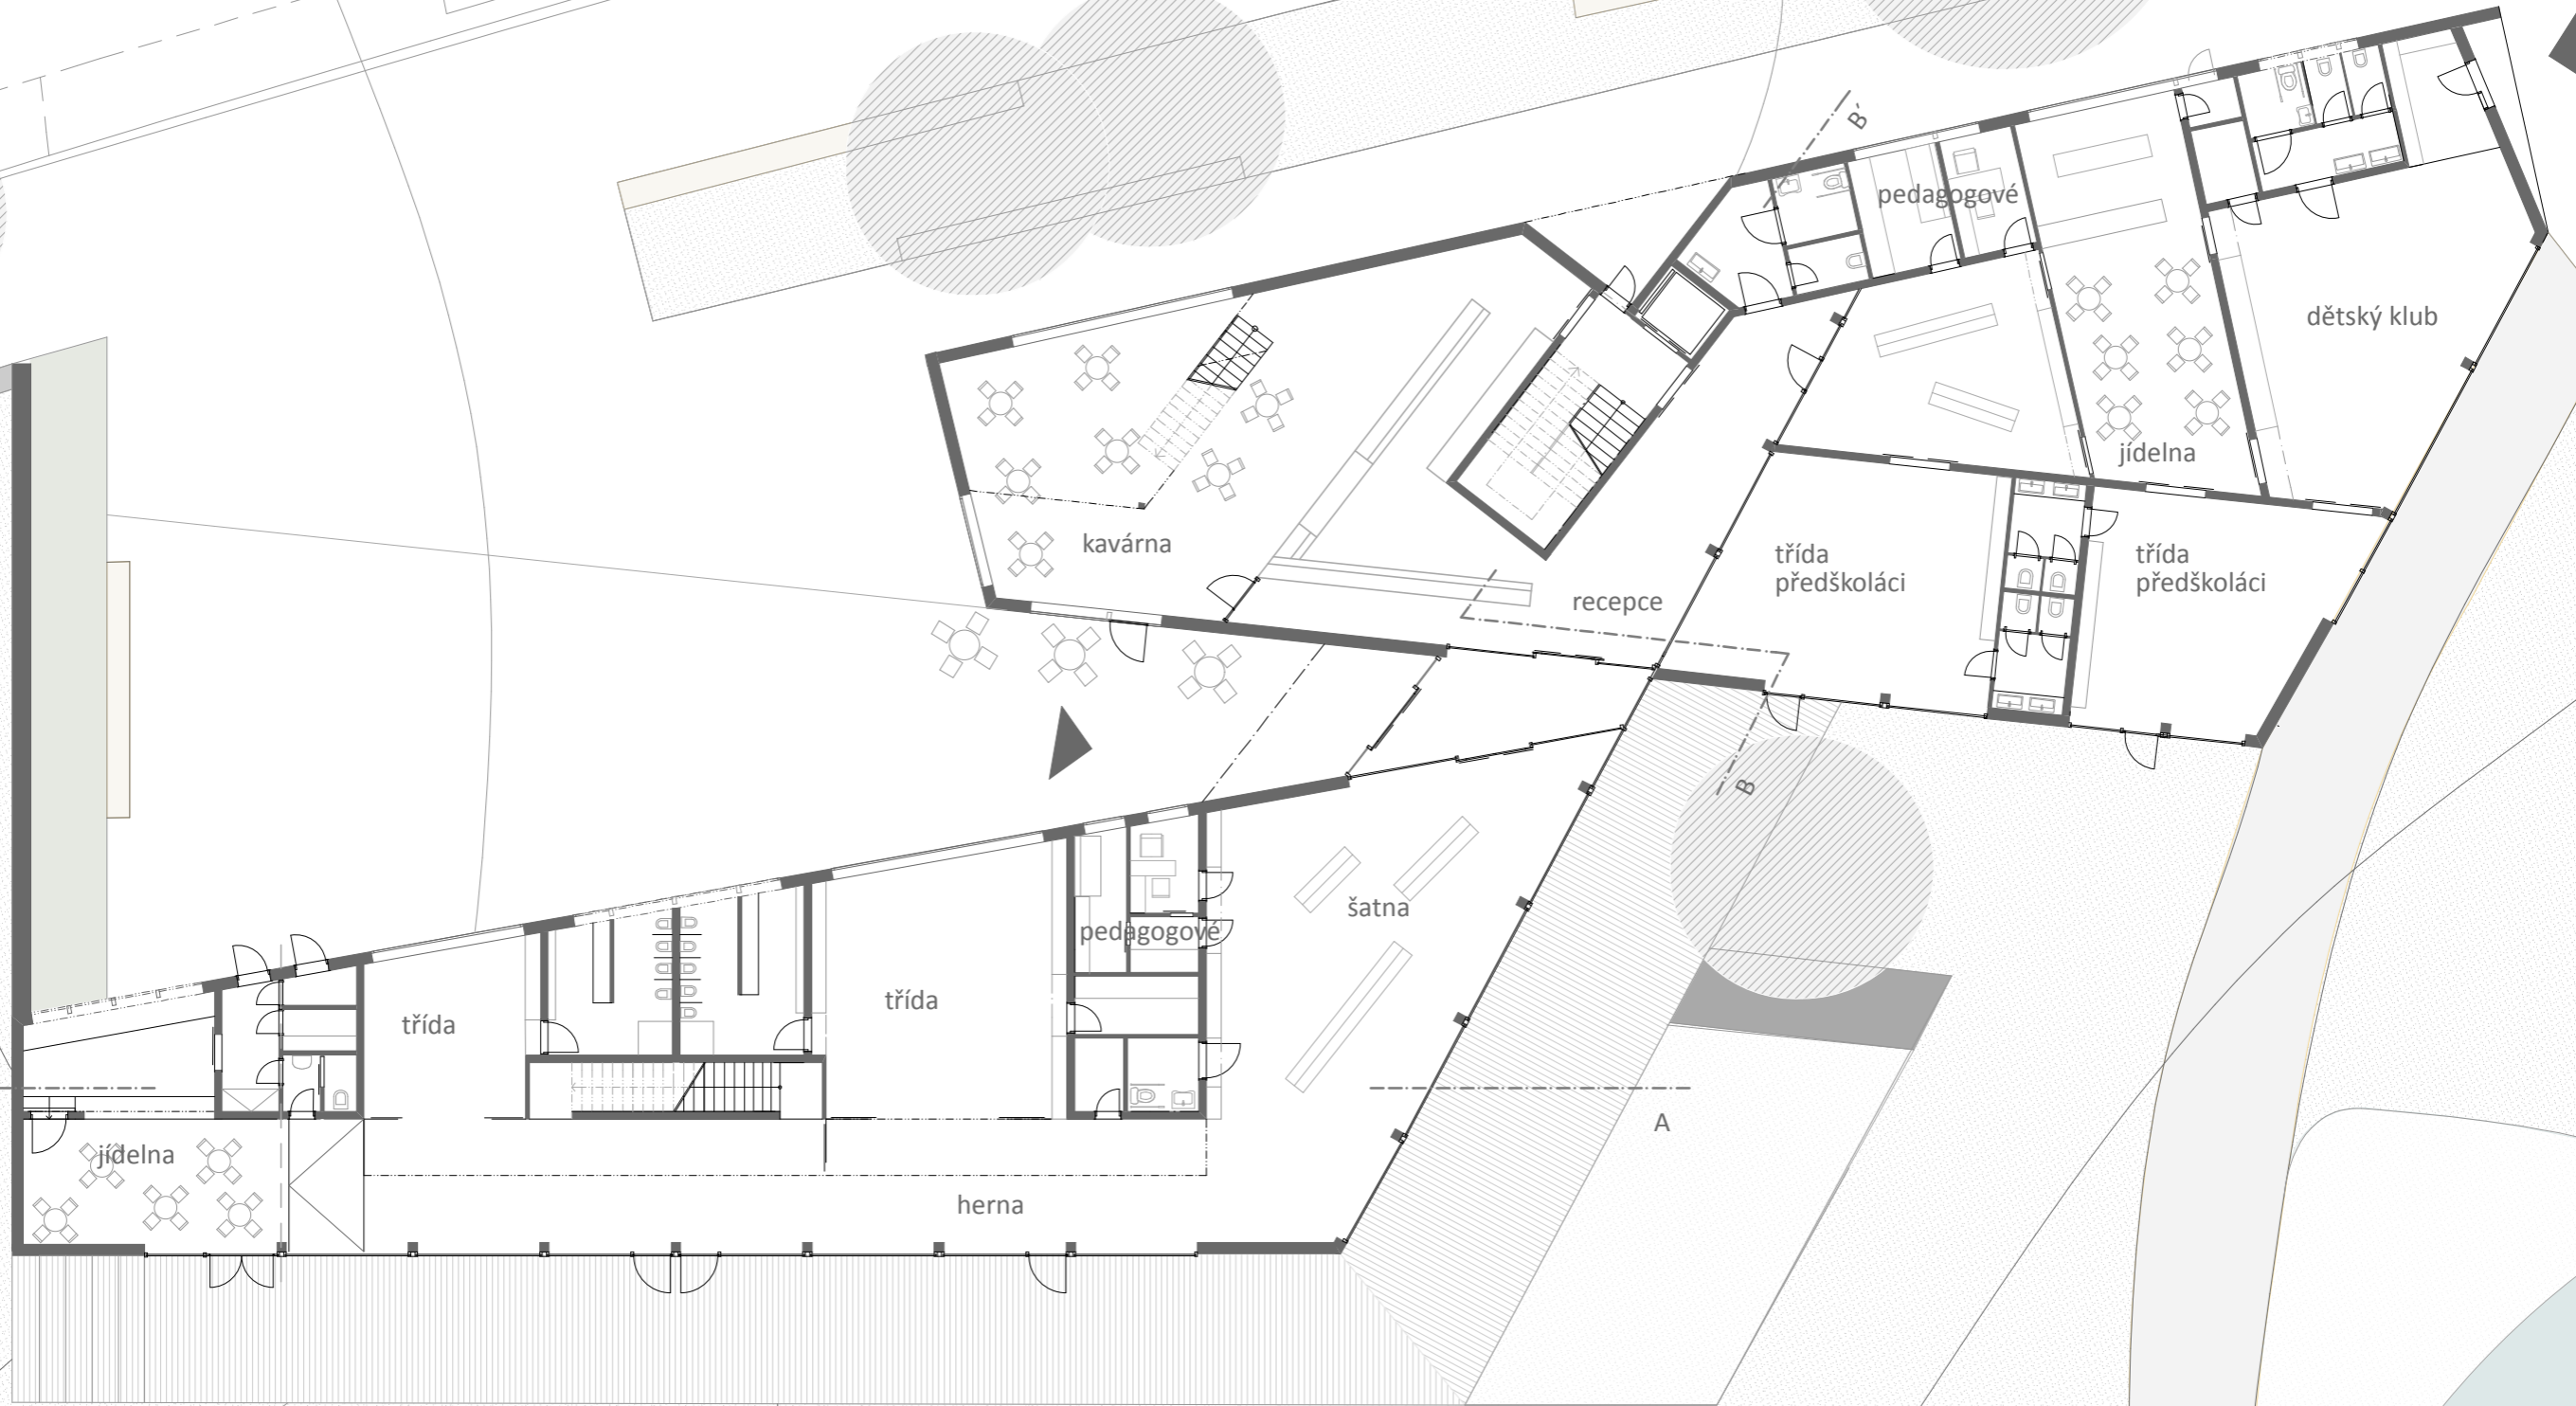 B´
pedagogové
dětský klub
jídelna
kavárna
třída
předškoláci
třída
předškoláci
recepce
B
šatna
pedagogové
třída
třída
A
jídelna
herna